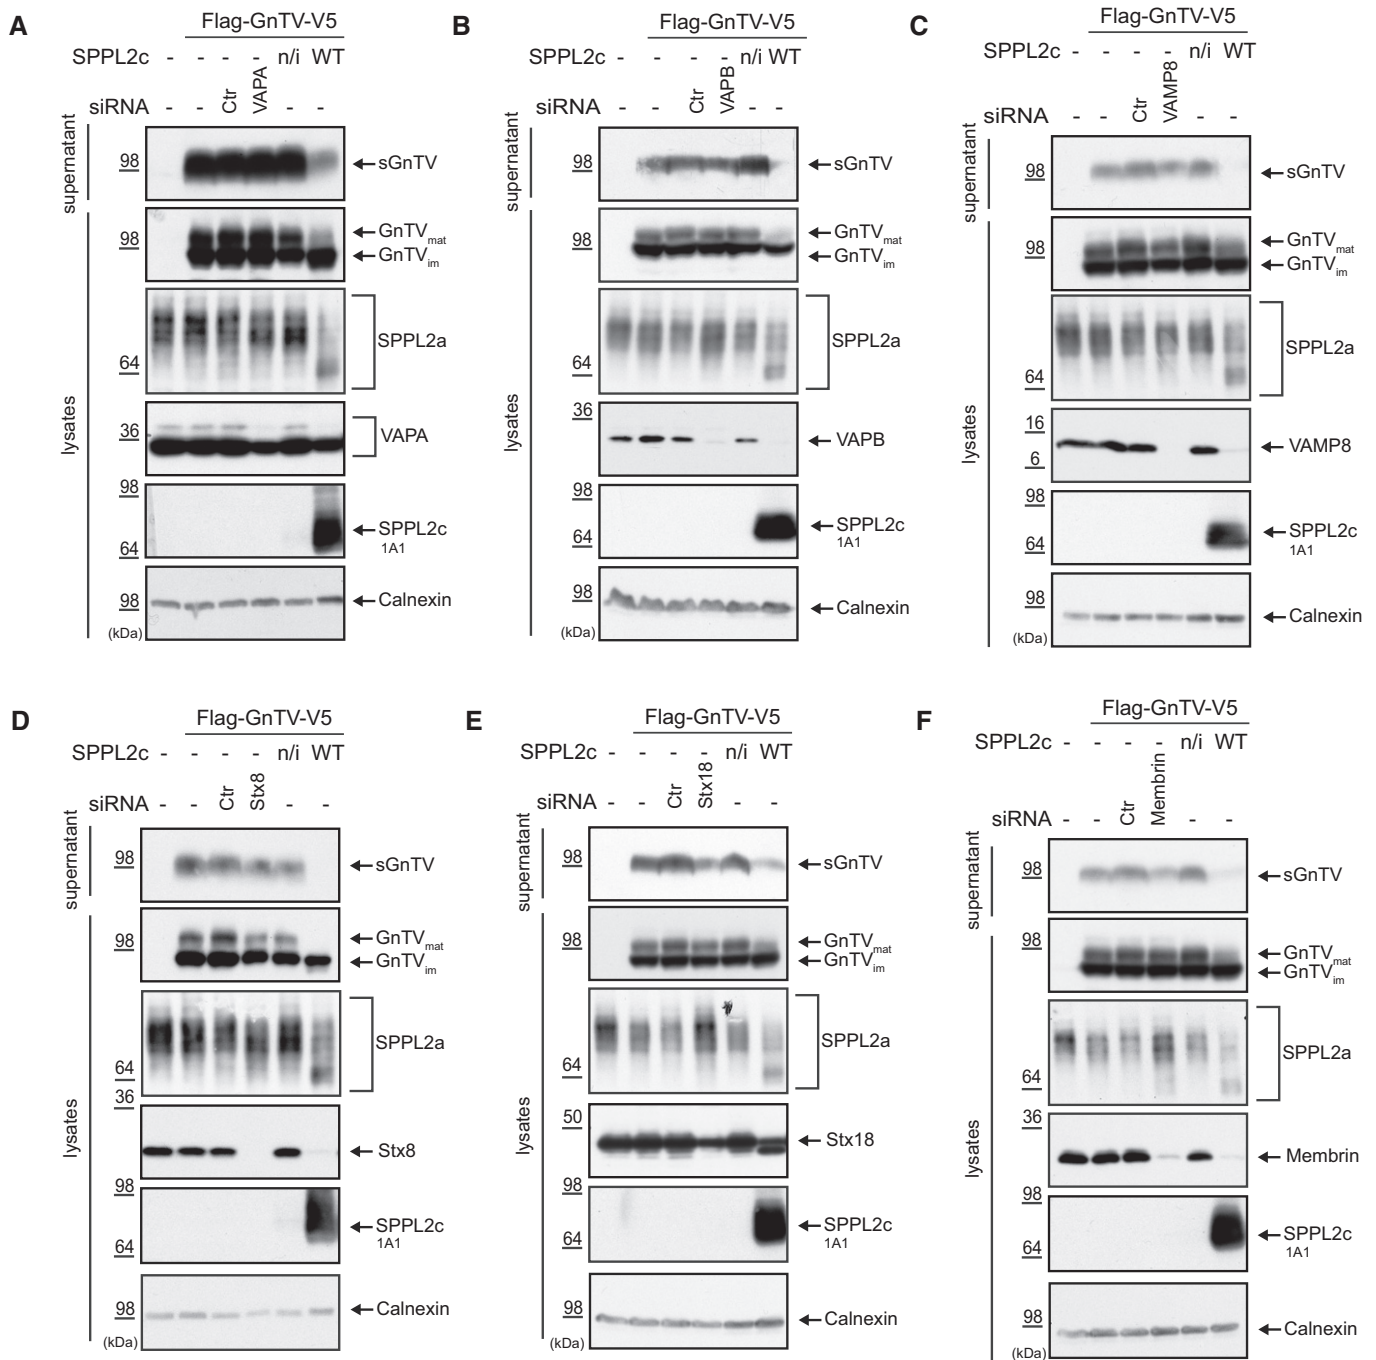 A
Flag-GnTV-V5
SPPL2c - - - - n/i WT
siRNA - - Ctr VAPA - -
supernatant
98
sGnTV
lysates
98
GnTVmat
GnTVim
64
SPPL2a
36
VAPA
98
64
SPPL2c
1A1
98
Calnexin
(kDa)
B
Flag-GnTV-V5
SPPL2c - - - - n/i WT
siRNA - - Ctr VAPB - -
supernatant
98
sGnTV
lysates
98
GnTVmat
GnTVim
64
SPPL2a
36
VAPB
98
64
SPPL2c
1A1
98
Calnexin
(kDa)
C
Flag-GnTV-V5
SPPL2c - - - - n/i WT
siRNA - - Ctr VAMP8 - -
supernatant
98
sGnTV
lysates
98
GnTVmat
GnTVim
64
SPPL2a
16
6
VAMP8
98
64
SPPL2c
1A1
98
Calnexin
(kDa)
D
Flag-GnTV-V5
SPPL2c - - - - n/i WT
siRNA - - Ctr Stx8 - -
supernatant
98
sGnTV
lysates
98
GnTVmat
GnTVim
64
SPPL2a
36
Stx8
98
64
SPPL2c
1A1
98
Calnexin
(kDa)
E
Flag-GnTV-V5
SPPL2c - - - - n/i WT
siRNA - - Ctr Stx18 - -
supernatant
98
sGnTV
lysates
98
GnTVmat
GnTVim
64
SPPL2a
50
Stx18
98
64
SPPL2c
1A1
98
Calnexin
(kDa)
F
Flag-GnTV-V5
SPPL2c - - - - n/i WT
siRNA - - Ctr Membrin - -
supernatant
98
sGnTV
lysates
98
GnTVmat
GnTVim
64
SPPL2a
36
Membrin
98
64
SPPL2c
1A1
98
Calnexin
(kDa)